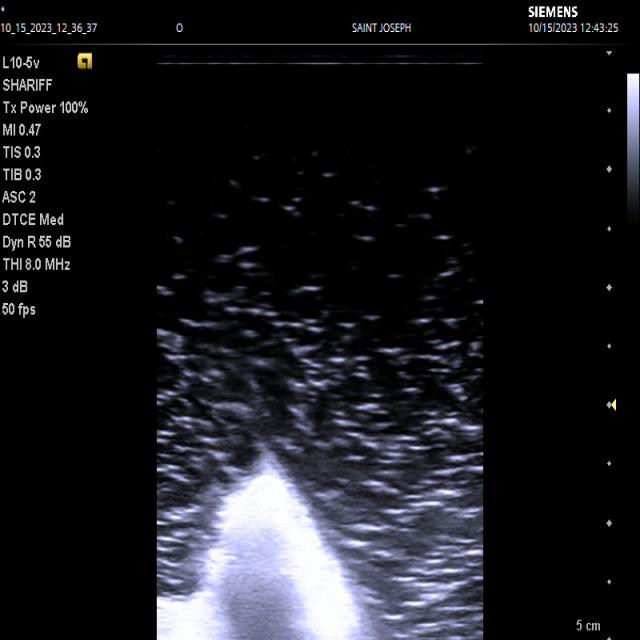 *
SIEMENS
10_15_2023_12_36_37 O SAINT JOSEPH 10/15/2023 12:43:25
L10-5v
SHARIFF
Tx Power 100%
MI 0.47
TIS 0.3
TIB 0.3
ASC 2
DTCE Med
Dyn R 55 dB
THI 8.0 MHz
3 dB
50 fps
5 cm